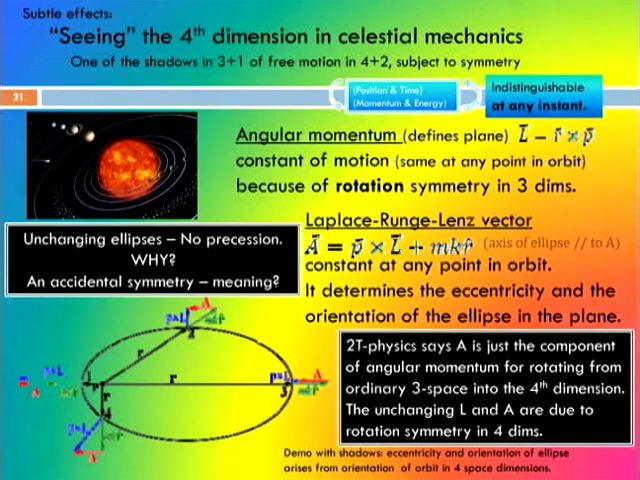 Subtle effects:
"Seeing" the 4th dimension in celestial mechanics
One of the shadows in 3+1 of free motion in 4+2, subject to symmetry
21
(Position & Time)
(Momentum & Energy)
Indistinguishable
at any instant.
Angular momentum (defines plane) L̄ – r̄ × p̄
constant of motion (same at any point in orbit)
because of rotation symmetry in 3 dims.
Laplace-Runge-Lenz vector
Ā = p̄ × L̄ + mkr̂ (axis of ellipse // to A)
constant at any point in orbit.
It determines the eccentricity and the
orientation of the ellipse in the plane.
Unchanging ellipses – No precession.
WHY?
An accidental symmetry – meaning?
A
p×L
2
r
p×L
1
r
r
p×L
3
A
r
4
p×L
A
2T-physics says A is just the component
of angular momentum for rotating from
ordinary 3-space into the 4th dimension.
The unchanging L and A are due to
rotation symmetry in 4 dims.
Demo with shadows: eccentricity and orientation of ellipse
arises from orientation of orbit in 4 space dimensions.